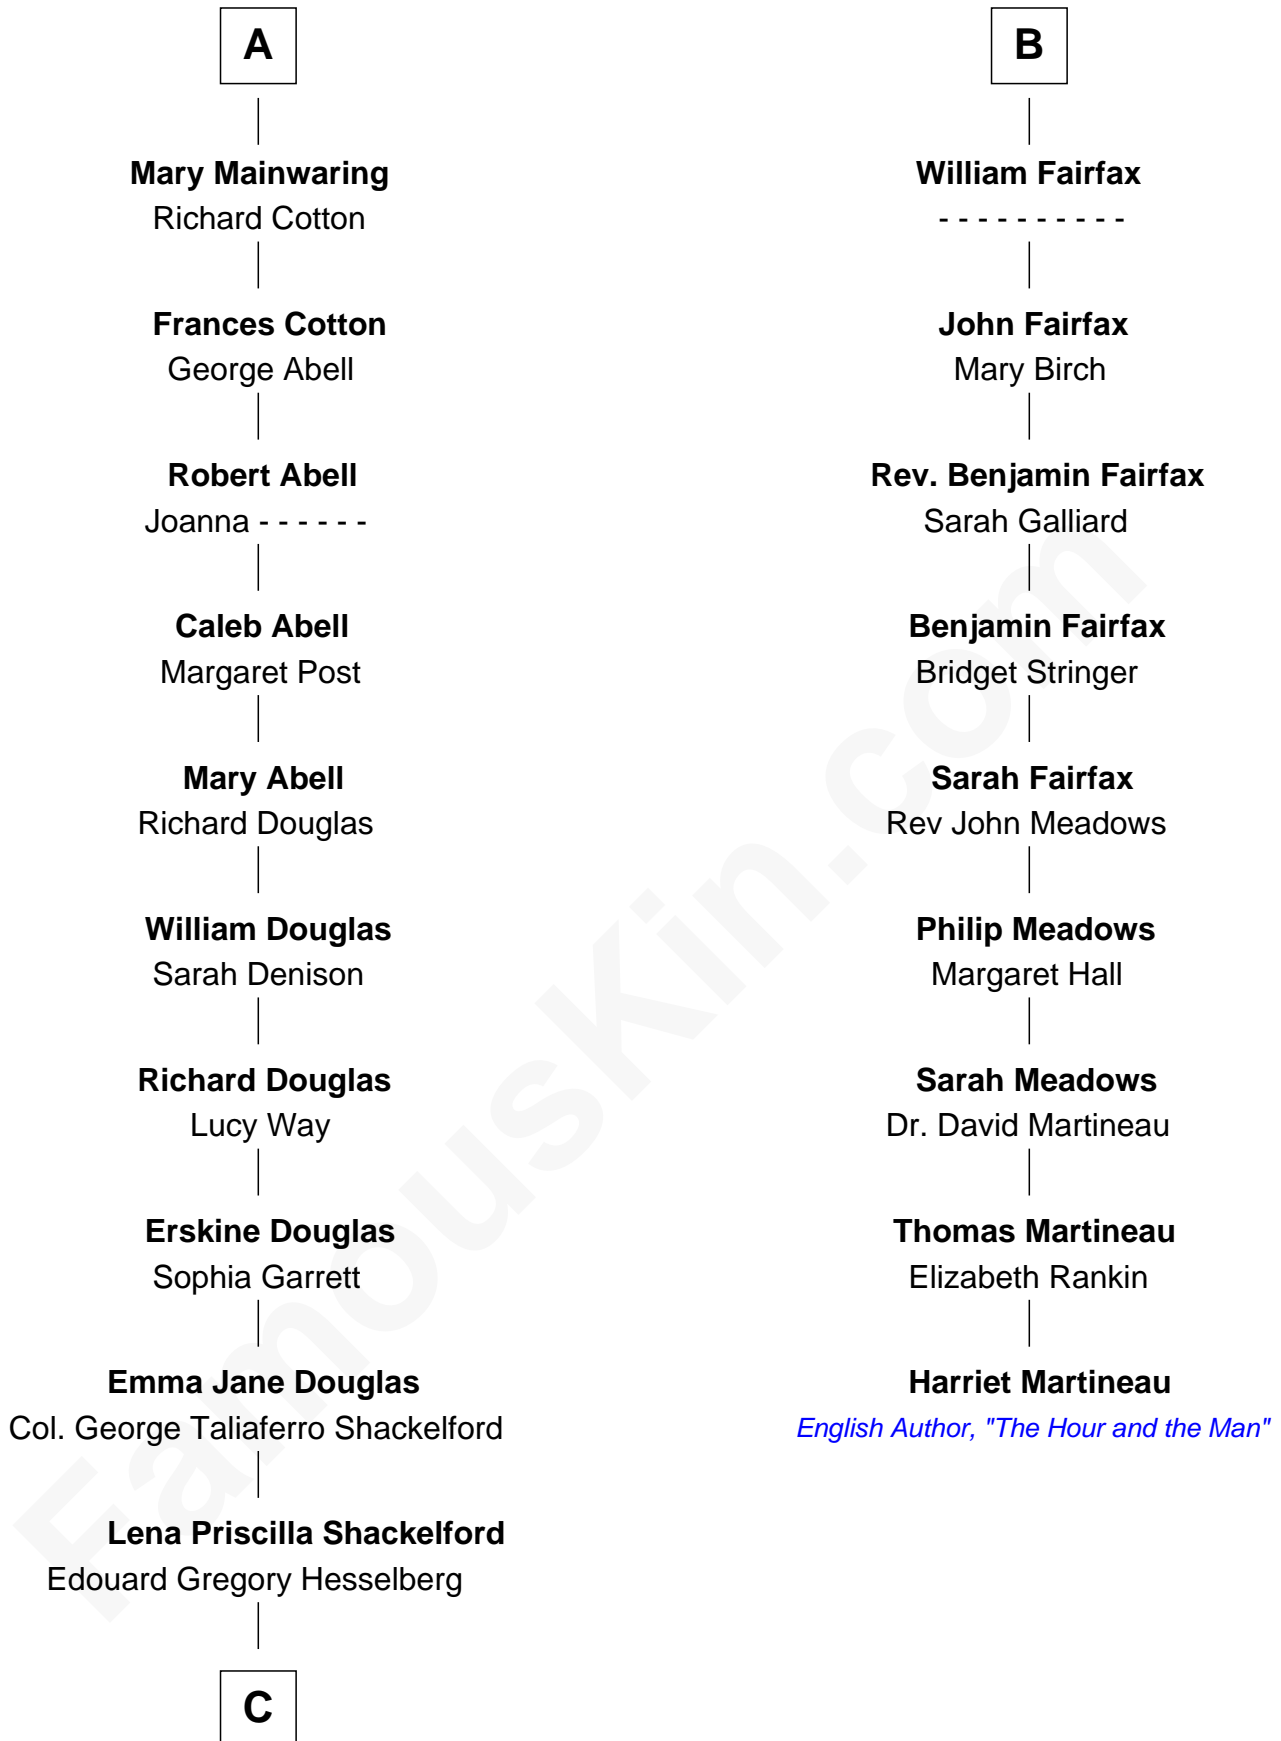 A
Mary Mainwaring
Richard Cotton
Frances Cotton
George Abell
Robert Abell
Joanna - - - - - -
Caleb Abell
Margaret Post
Mary Abell
Richard Douglas
William Douglas
Sarah Denison
Richard Douglas
Lucy Way
Erskine Douglas
Sophia Garrett
Emma Jane Douglas
Col. George Taliaferro Shackelford
Lena Priscilla Shackelford
Edouard Gregory Hesselberg
C
B
William Fairfax
- - - - - - - - - -
John Fairfax
Mary Birch
Rev. Benjamin Fairfax
Sarah Galliard
Benjamin Fairfax
Bridget Stringer
Sarah Fairfax
Rev John Meadows
Philip Meadows
Margaret Hall
Sarah Meadows
Dr. David Martineau
Thomas Martineau
Elizabeth Rankin
Harriet Martineau
English Author, "The Hour and the Man"
FamousKin.com